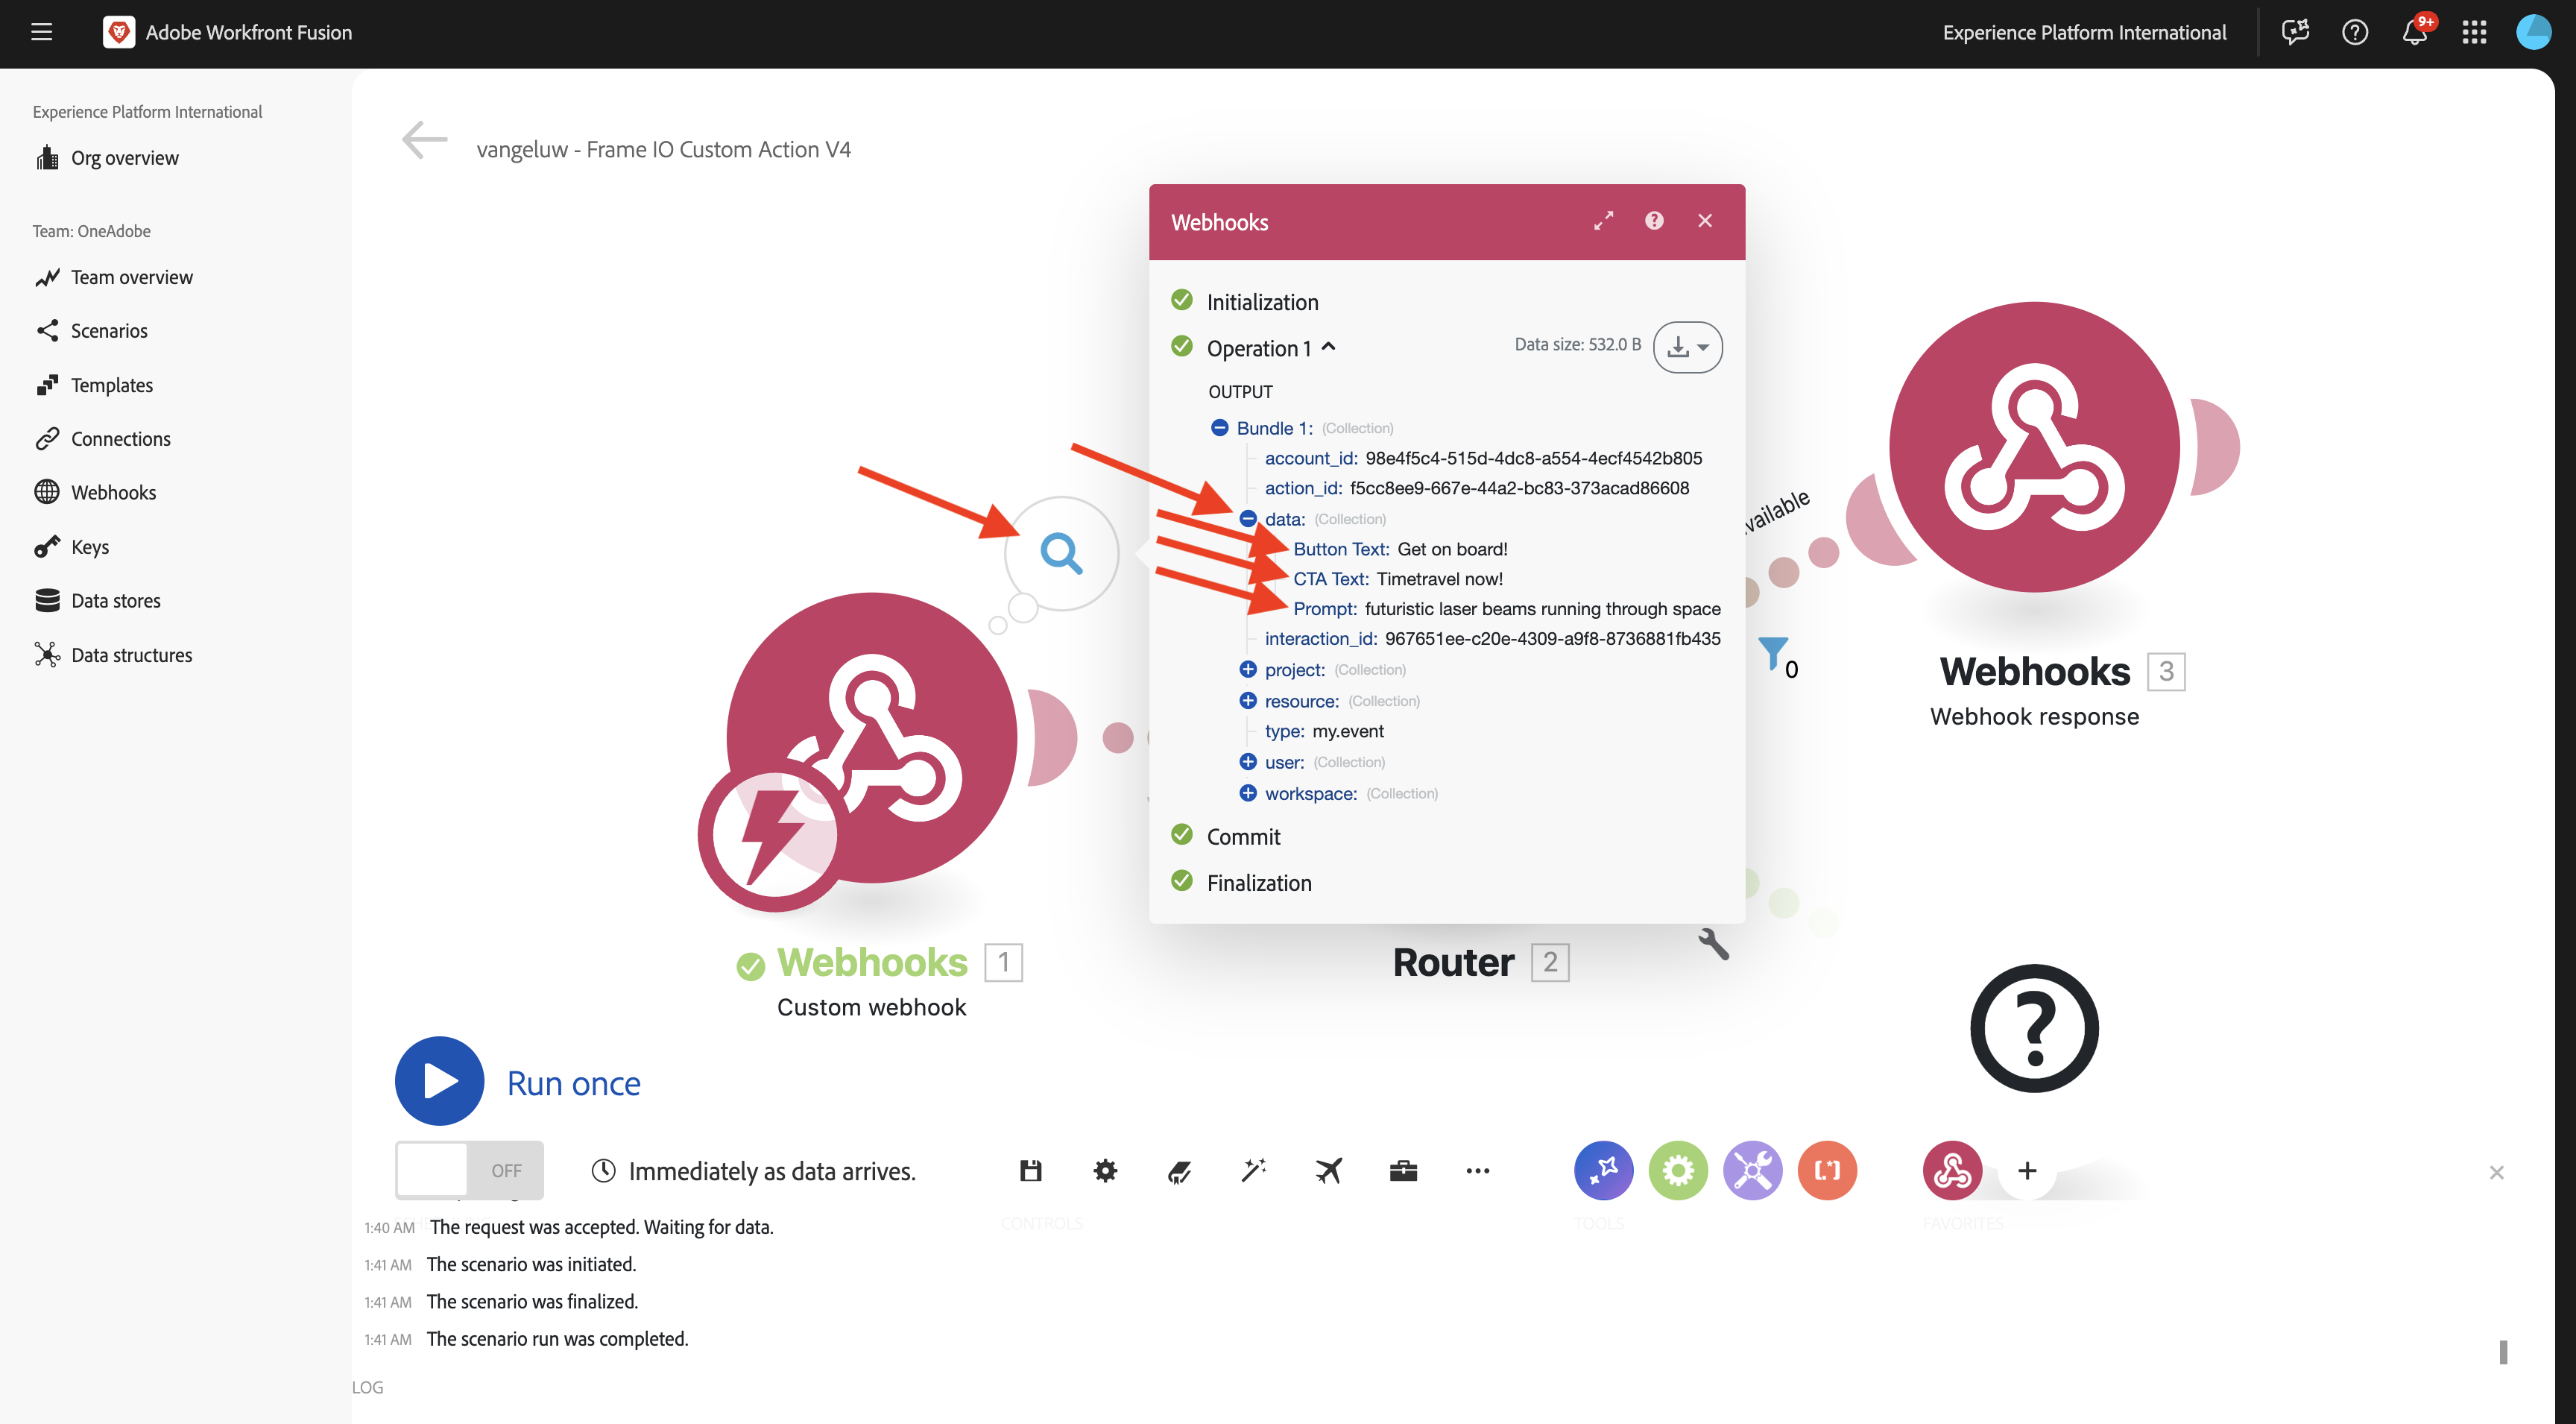 Adobe Workfront Fusion
Experience Platform International
9+
Experience Platform International
Org overview
Team: OneAdobe
Team overview
Scenarios
Templates
Connections
Webhooks
Keys
Data stores
Data structures
vangeluw - Frame IO Custom Action V4
Webhooks
Initialization
Operation 1
Data size: 532.0 B
OUTPUT
Bundle 1: (Collection)
account_id: 98e4f5c4-515d-4dc8-a554-4ecf4542b805
action_id: f5cc8ee9-667e-44a2-bc83-373acad86608
data: (Collection)
Button Text: Get on board!
CTA Text: Timetravel now!
Prompt: futuristic laser beams running through space
interaction_id: 967651ee-c20e-4309-a9f8-8736881fb435
project: (Collection)
resource: (Collection)
type: my.event
user: (Collection)
workspace: (Collection)
Commit
Finalization
vailable
0
Webhooks 3
Webhook response
Webhooks 1
Custom webhook
Router 2
?
Run once
OFF
Immediately as data arrives.
CONTROLS
TOOLS
FAVORITES
1:40 AM The request was accepted. Waiting for data.
1:41 AM The scenario was initiated.
1:41 AM The scenario was finalized.
1:41 AM The scenario run was completed.
LOG